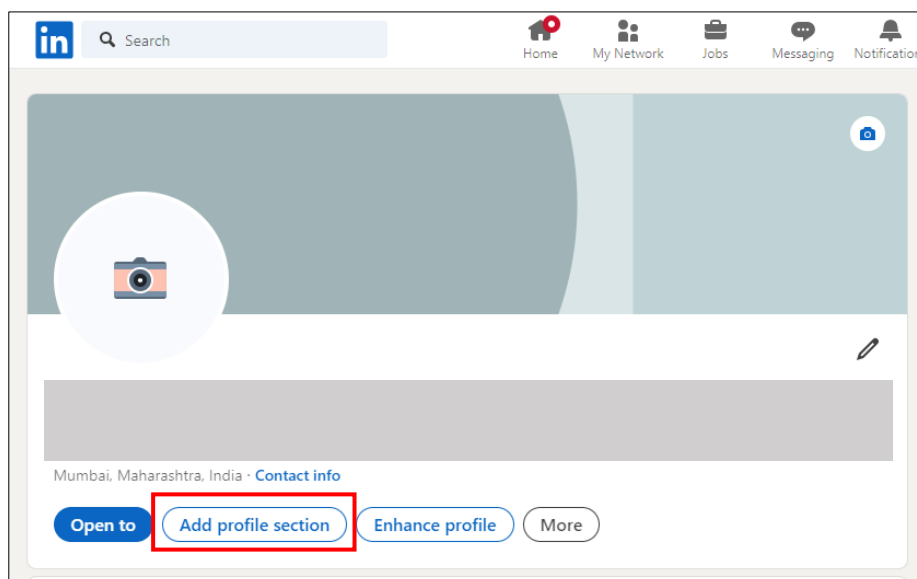 in Search
Home My Network Jobs Messaging Notification
Mumbai, Maharashtra, India · Contact info
Open to Add profile section Enhance profile More